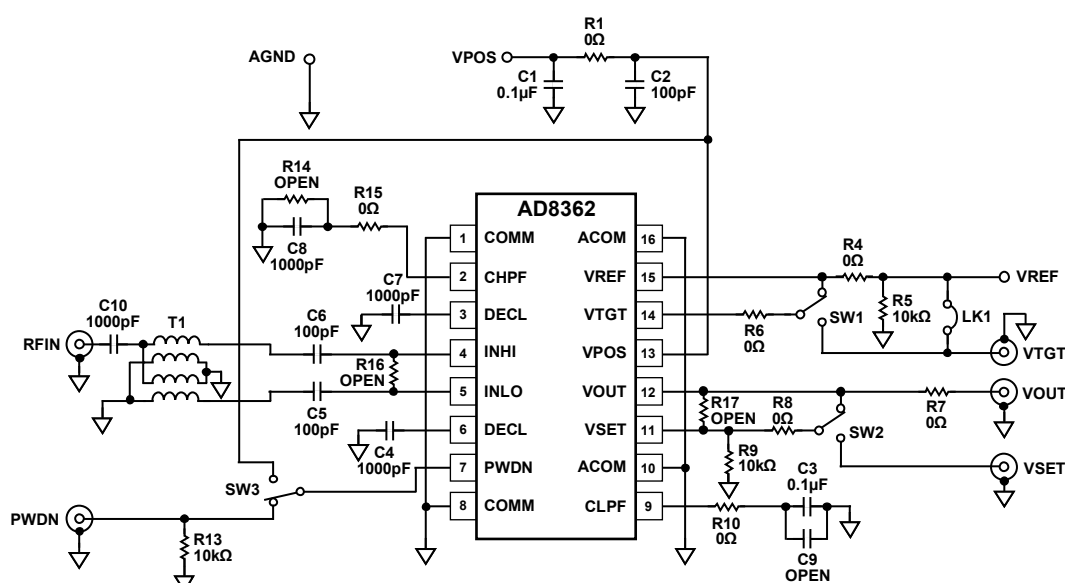 AGND
VPOS
R1
0Ω
C1
0.1µF
C2
100pF
R14
OPEN
R15
0Ω
C8
1000pF
AD8362
1
COMM
ACOM
16
2
CHPF
VREF
15
3
DECL
VTGT
14
4
INHI
VPOS
13
5
INLO
VOUT
12
6
DECL
VSET
11
7
PWDN
ACOM
10
8
COMM
CLPF
9
C7
1000pF
C10
1000pF
T1
RFIN
C6
100pF
R16
OPEN
C5
100pF
C4
1000pF
SW3
PWDN
R13
10kΩ
R4
0Ω
VREF
R5
10kΩ
LK1
SW1
R6
0Ω
VTGT
R17
OPEN
R8
0Ω
SW2
R7
0Ω
VOUT
R9
10kΩ
VSET
C3
0.1µF
R10
0Ω
C9
OPEN